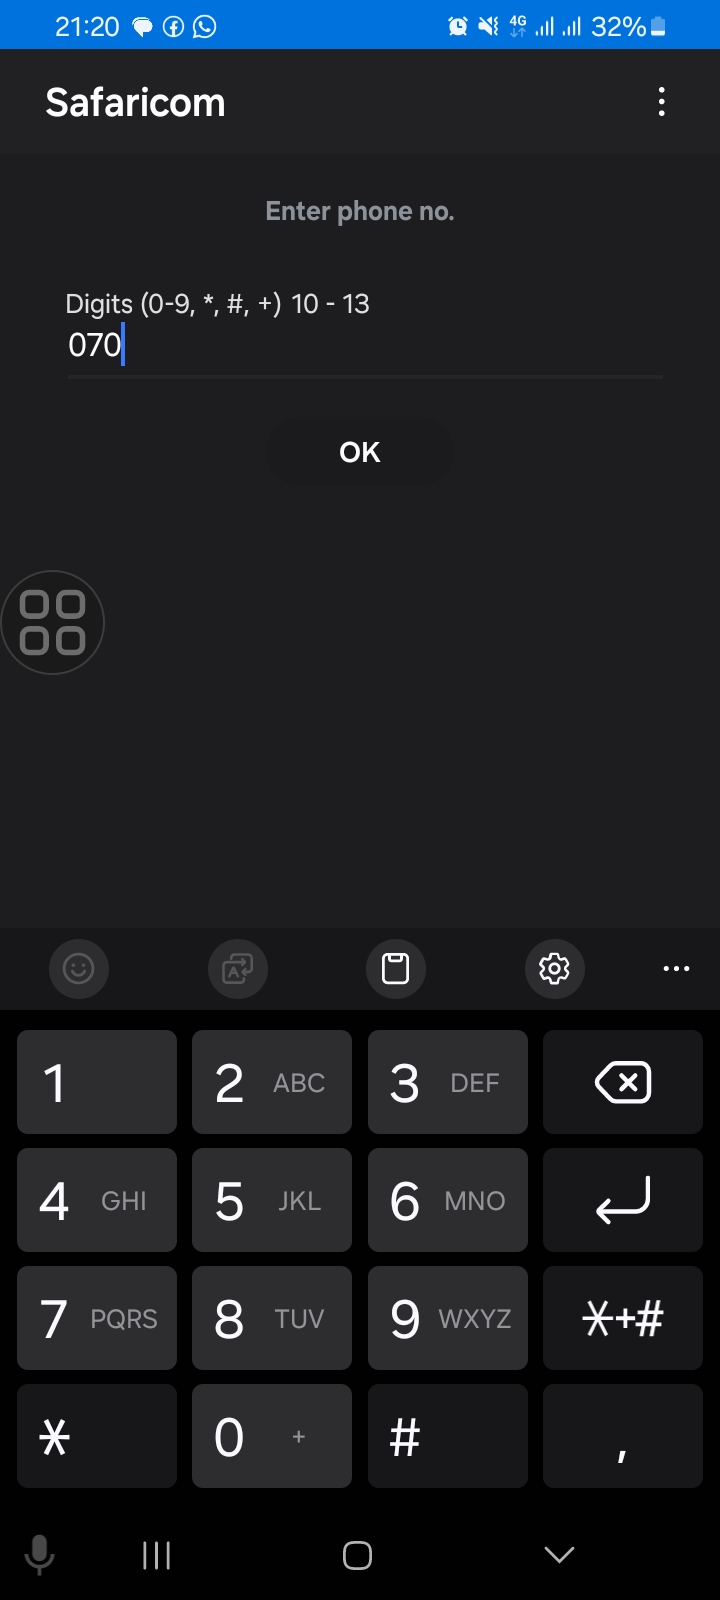 21:20 4G 32%
Safaricom
Enter phone no.
Digits (0-9, *, #, +) 10 - 13
070
OK
1 2 ABC 3 DEF
4 GHI 5 JKL 6 MNO
7 PQRS 8 TUV 9 WXYZ *+#
* 0 + # ,